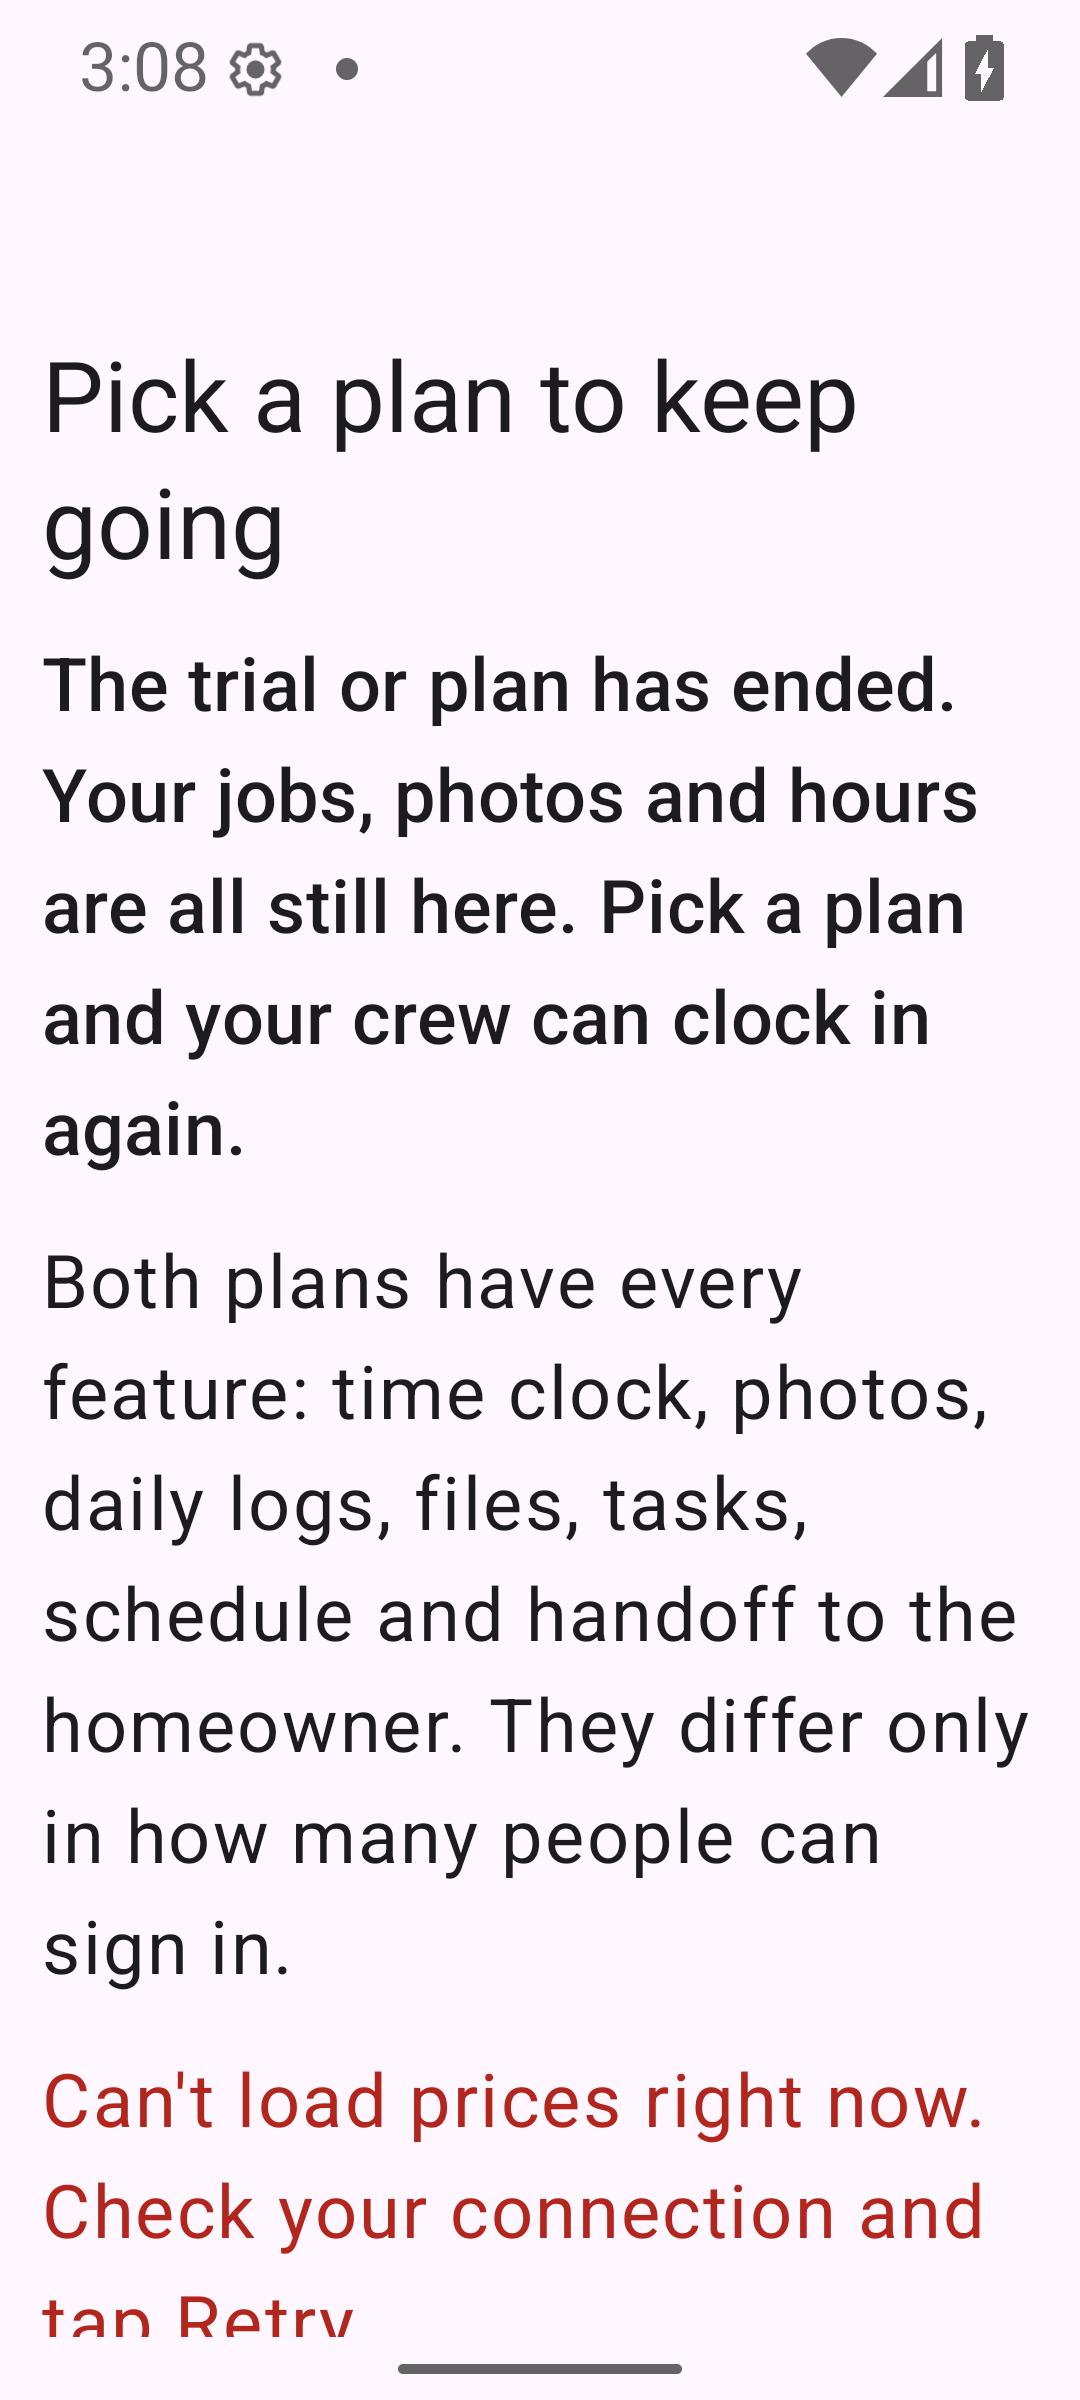 3:08
Pick a plan to keep
going
The trial or plan has ended.
Your jobs, photos and hours
are all still here. Pick a plan
and your crew can clock in
again.
Both plans have every
feature: time clock, photos,
daily logs, files, tasks,
schedule and handoff to the
homeowner. They differ only
in how many people can
sign in.
Can't load prices right now.
Check your connection and
tap Retry